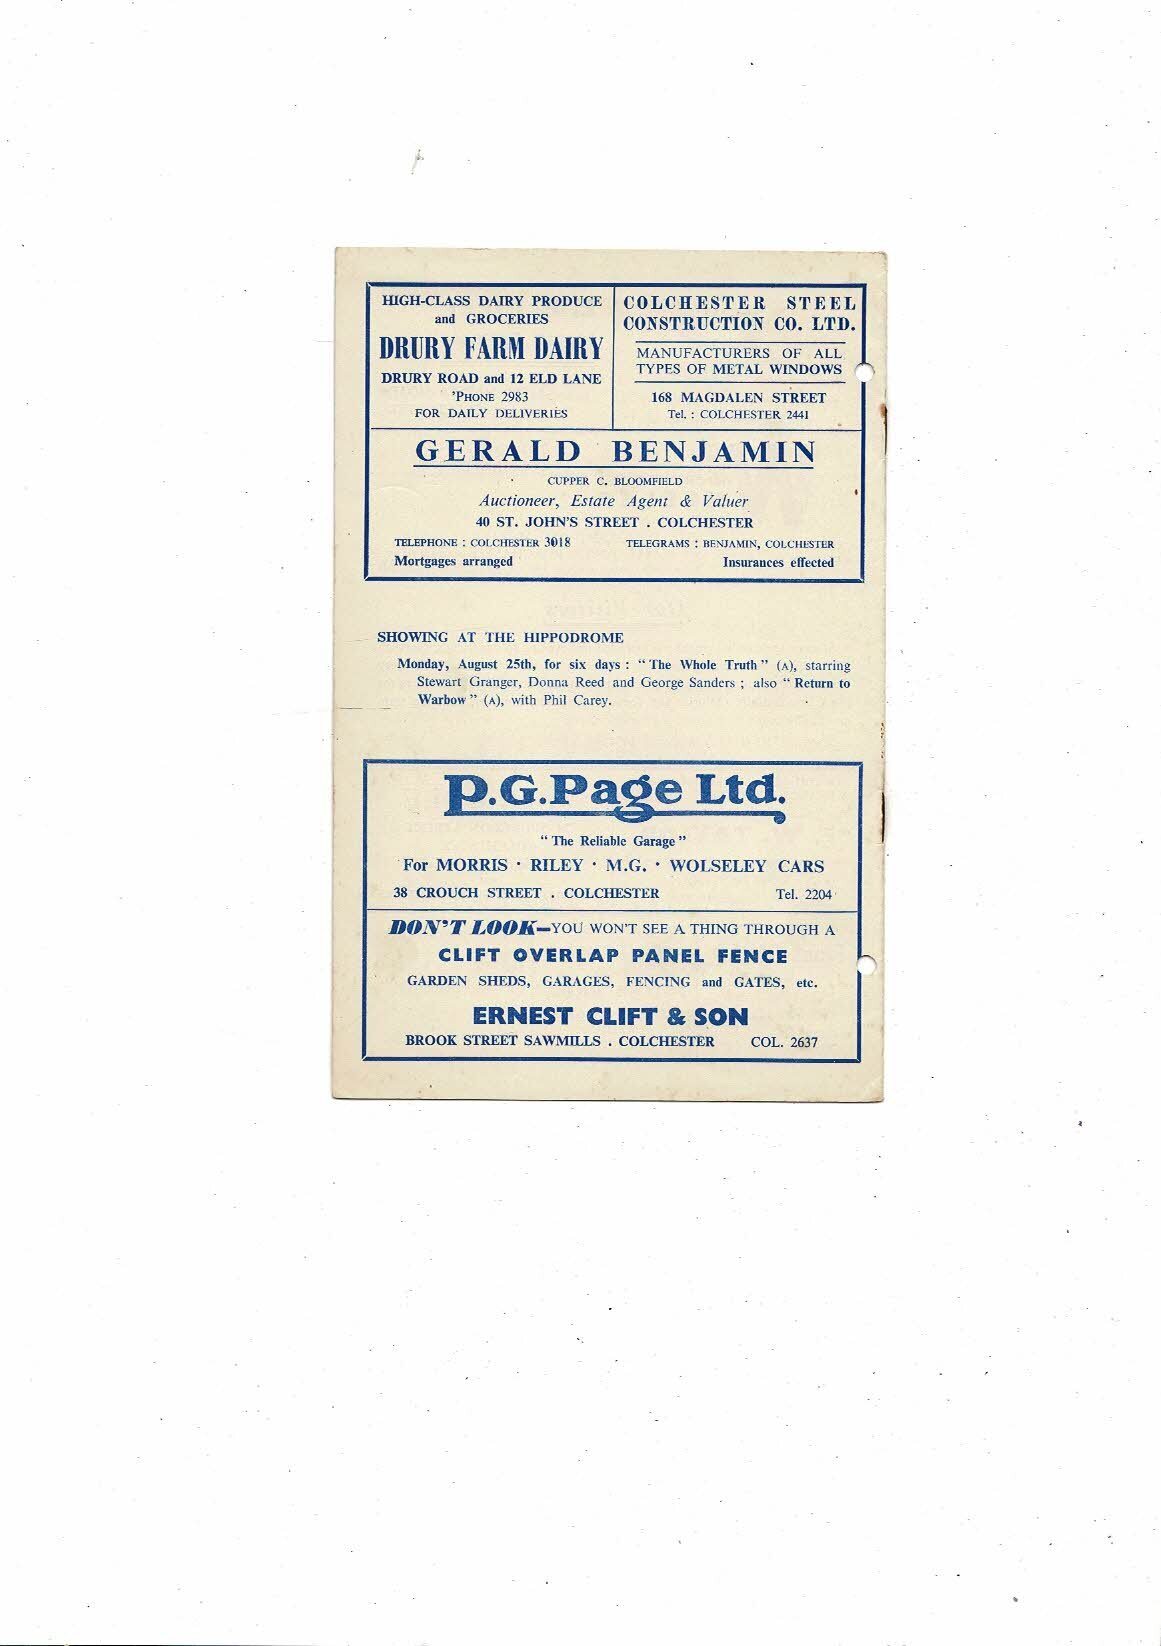 HIGH-CLASS DAIRY PRODUCE
and GROCERIES
DRURY FARM DAIRY
DRURY ROAD and 12 ELD LANE
'PHONE 2983
FOR DAILY DELIVERIES
COLCHESTER STEEL
CONSTRUCTION CO. LTD.
MANUFACTURERS OF ALL
TYPES OF METAL WINDOWS
168 MAGDALEN STREET
Tel. : COLCHESTER 2441
GERALD BENJAMIN
CUPPER C. BLOOMFIELD
Auctioneer, Estate Agent & Valuer
40 ST. JOHN'S STREET . COLCHESTER
TELEPHONE : COLCHESTER 3018 TELEGRAMS : BENJAMIN, COLCHESTER
Mortgages arranged Insurances effected
SHOWING AT THE HIPPODROME
Monday, August 25th, for six days : "The Whole Truth" (A), starring
Stewart Granger, Donna Reed and George Sanders ; also "Return to
Warbow" (A), with Phil Carey.
P.G.Page Ltd.
"The Reliable Garage"
For MORRIS · RILEY · M.G. · WOLSELEY CARS
38 CROUCH STREET . COLCHESTER Tel. 2204
DON'T LOOK—YOU WON'T SEE A THING THROUGH A
CLIFT OVERLAP PANEL FENCE
GARDEN SHEDS, GARAGES, FENCING and GATES, etc.
ERNEST CLIFT & SON
BROOK STREET SAWMILLS . COLCHESTER COL. 2637